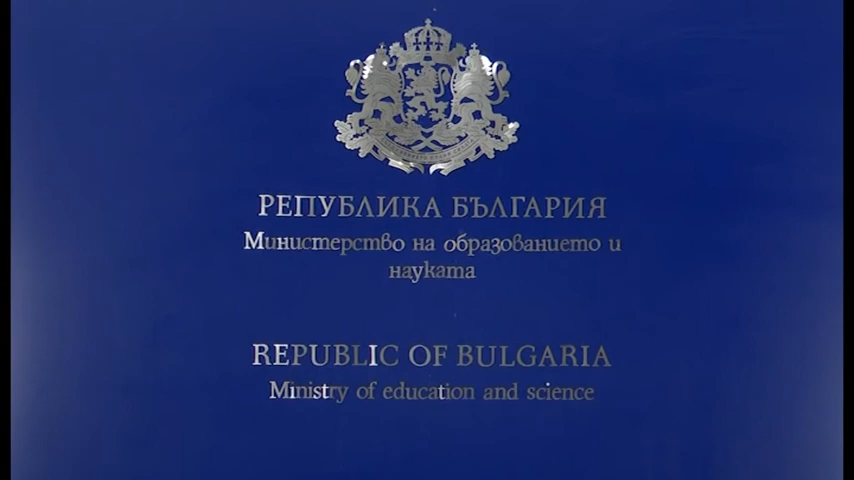 РЕПУБЛИКА БЪЛГАРИЯ
Министерство на образованието и
науката
REPUBLIC OF BULGARIA
Ministry of education and science